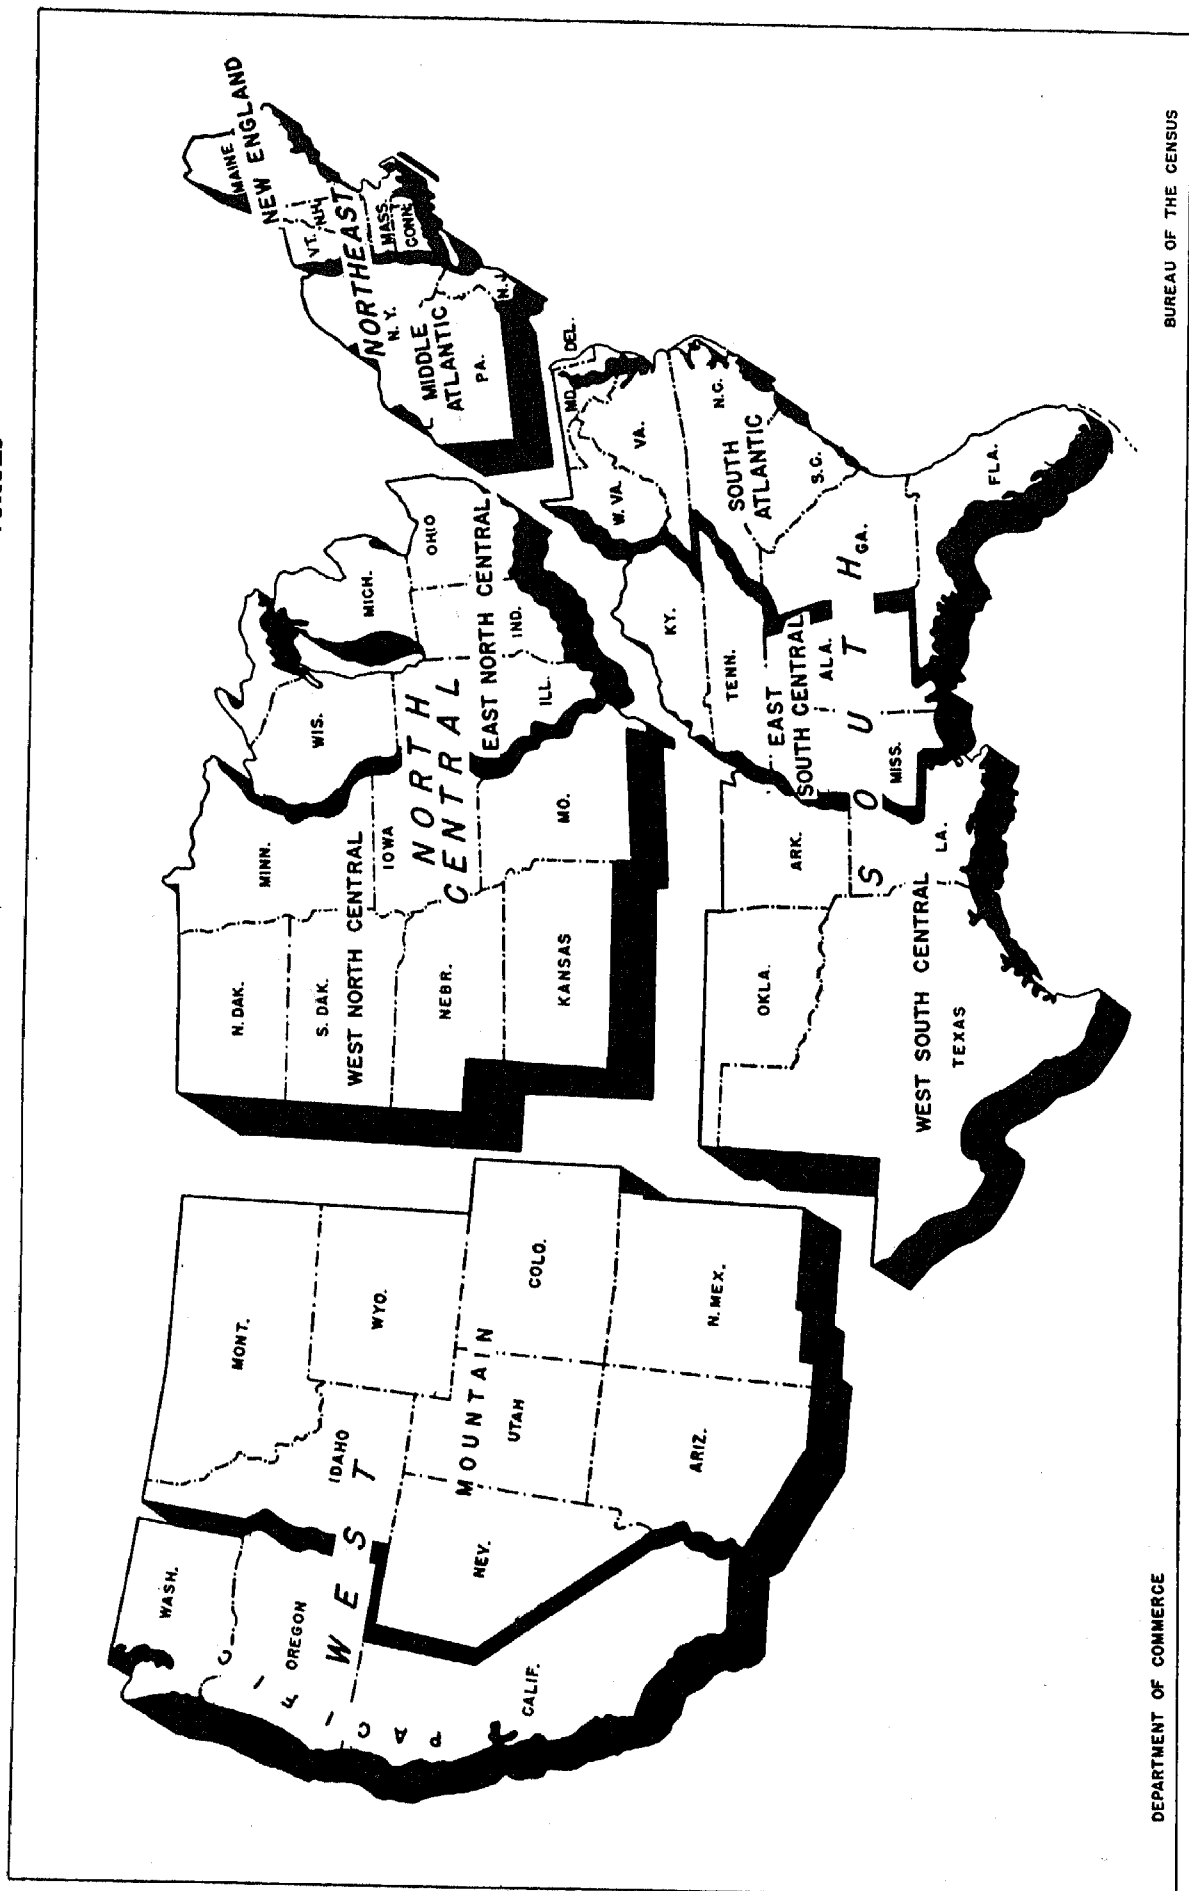 WEST
PACIFIC
WASH.
OREGON
CALIF.
MOUNTAIN
MONT.
IDAHO
WYO.
NEV.
UTAH
COLO.
ARIZ.
N. MEX.
NORTH
CENTRAL
WEST NORTH CENTRAL
N. DAK.
S. DAK.
NEBR.
KANSAS
MINN.
IOWA
MO.
EAST NORTH CENTRAL
WIS.
MICH.
ILL.
IND.
OHIO
NORTHEAST
NEW ENGLAND
MAINE
VT.
N.H.
MASS.
CONN.
MIDDLE
ATLANTIC
N. Y.
PA.
N.J.
SOUTH
WEST SOUTH CENTRAL
OKLA.
ARK.
TEXAS
LA.
EAST
SOUTH CENTRAL
KY.
TENN.
MISS.
ALA.
SOUTH
ATLANTIC
DEL.
MD.
W. VA.
VA.
N.C.
S.C.
GA.
FLA.
DEPARTMENT OF COMMERCE
BUREAU OF THE CENSUS